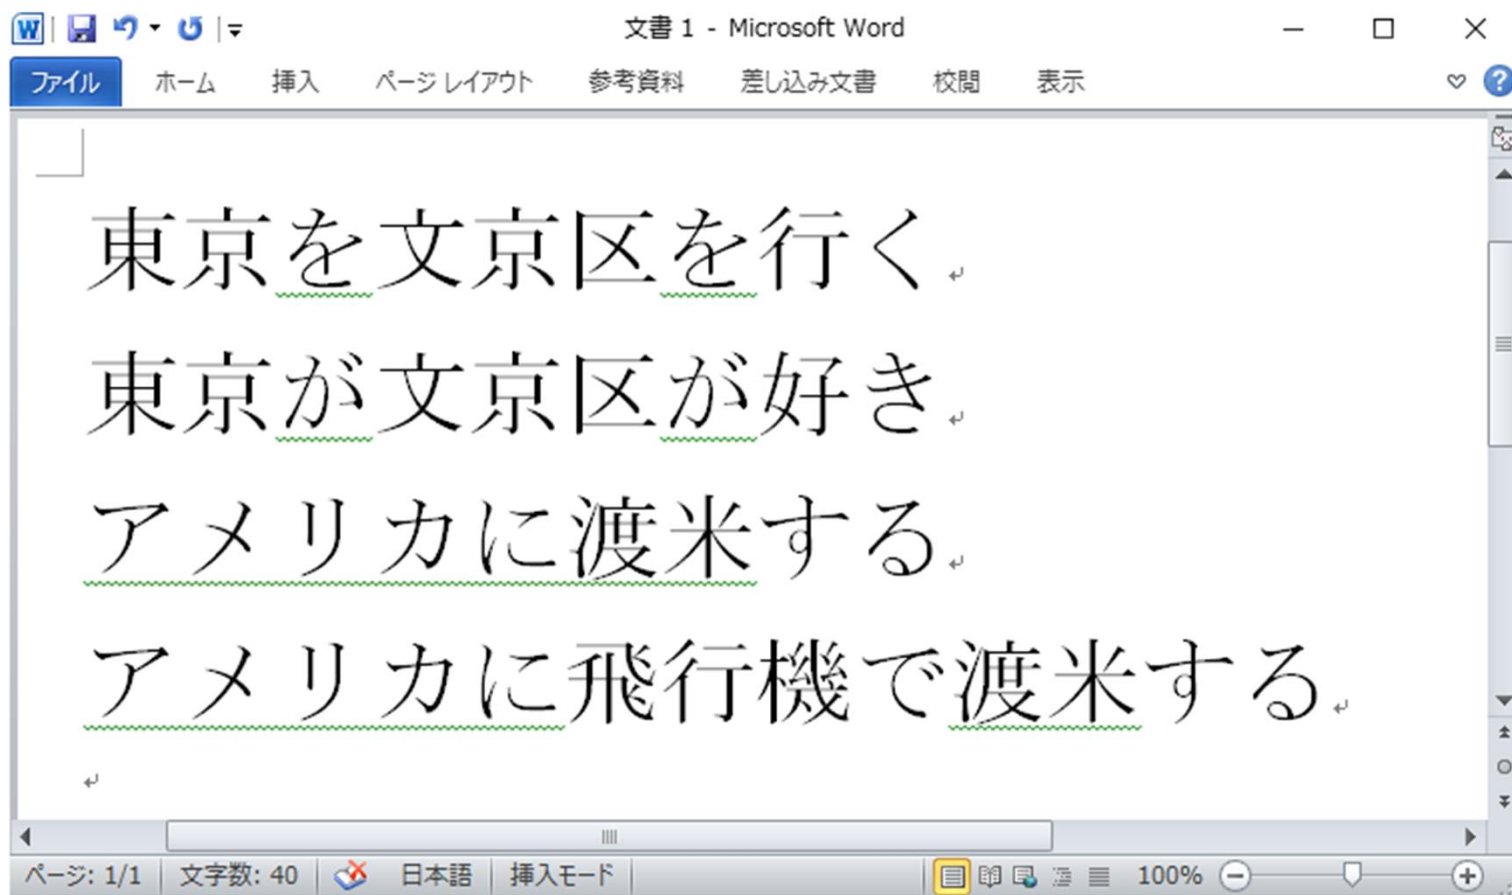 文書 1 - Microsoft Word
ファイル ホーム 挿入 ページ レイアウト 参考資料 差し込み文書 校閲 表示
東京を文京区を行く
東京が文京区が好き
アメリカに渡米する
アメリカに飛行機で渡米する
ページ: 1/1 文字数: 40 日本語 挿入モード 100%